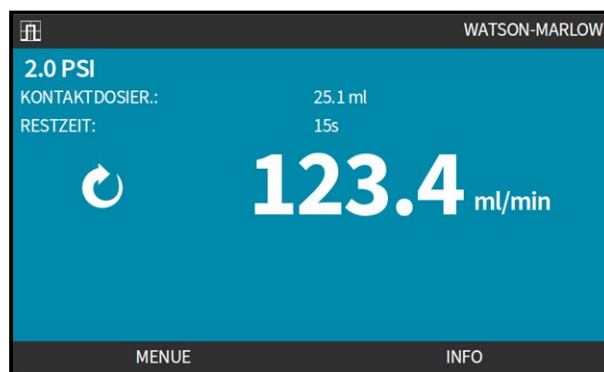 WATSON-MARLOW
2.0 PSI
KONTAKTDOSIER.: 25.1 ml
RESTZEIT: 15s
123.4 ml/min
MENUE INFO